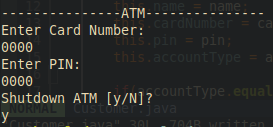 ------------------ATM------------------
Enter Card Number:
0000
Enter PIN:
0000
Shutdown ATM [y/N]?
y